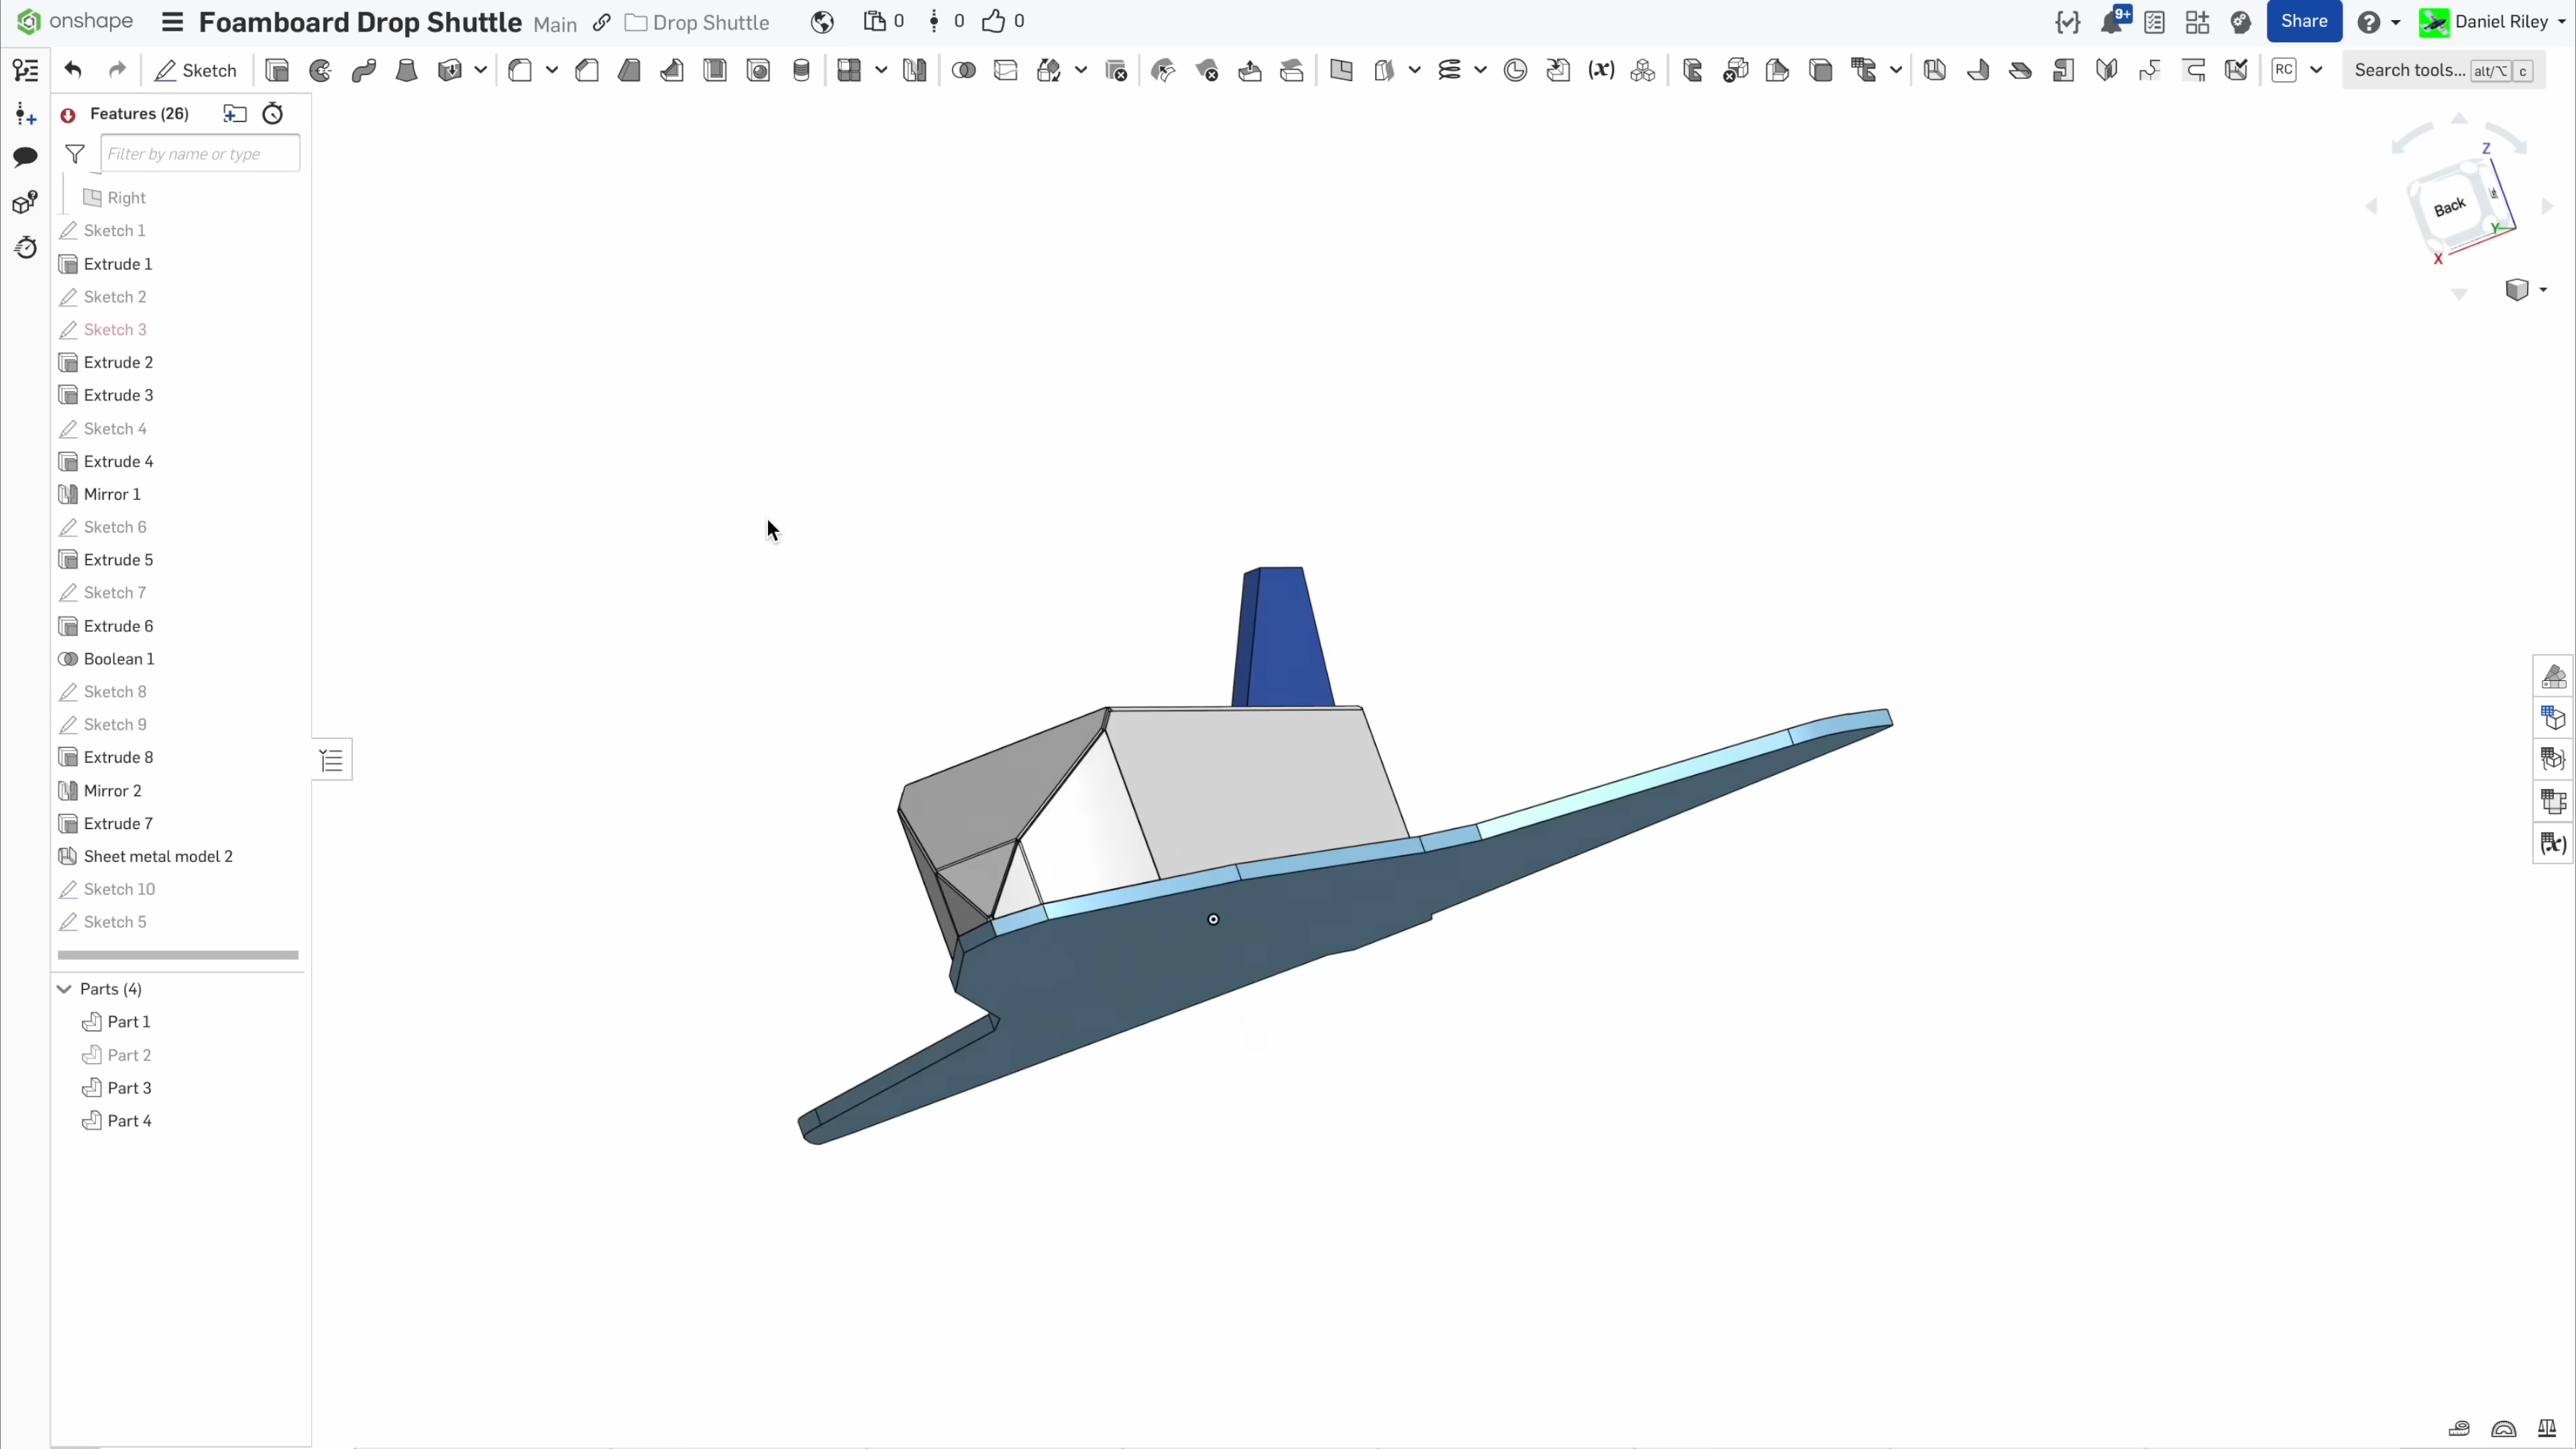 onshape Foamboard Drop Shuttle Main Drop Shuttle 0 0 0 9+ Share Daniel Riley
Sketch RC Search tools... alt/⌥ c
Features (26)
Filter by name or type
Right
Sketch 1
Extrude 1
Sketch 2
Sketch 3
Extrude 2
Extrude 3
Sketch 4
Extrude 4
Mirror 1
Sketch 6
Extrude 5
Sketch 7
Extrude 6
Boolean 1
Sketch 8
Sketch 9
Extrude 8
Mirror 2
Extrude 7
Sheet metal model 2
Sketch 10
Sketch 5
Parts (4)
Part 1
Part 2
Part 3
Part 4
Z
Back
Y
X
(x)
(x)